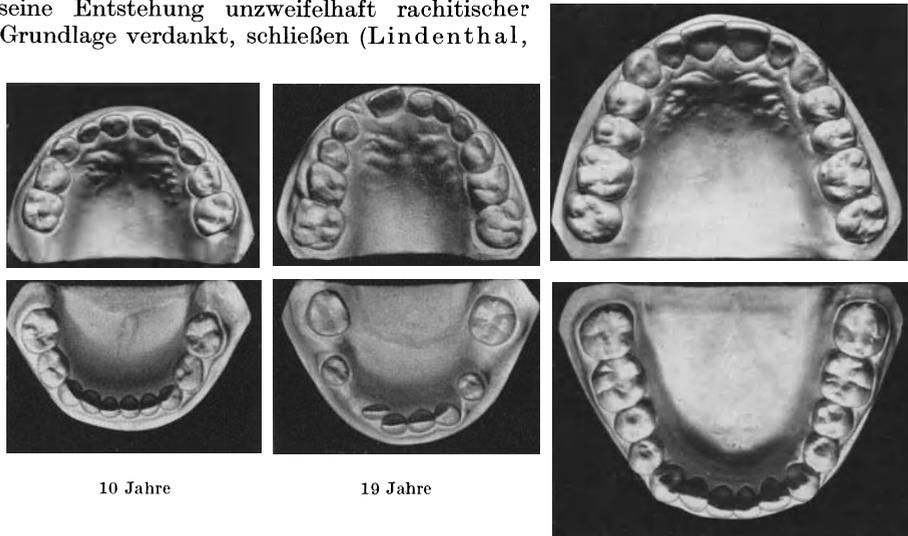 seine Entstehung unzweifelhaft rachitischer
Grundlage verdankt, schließen (Lindenthal,
10 Jahre
19 Jahre